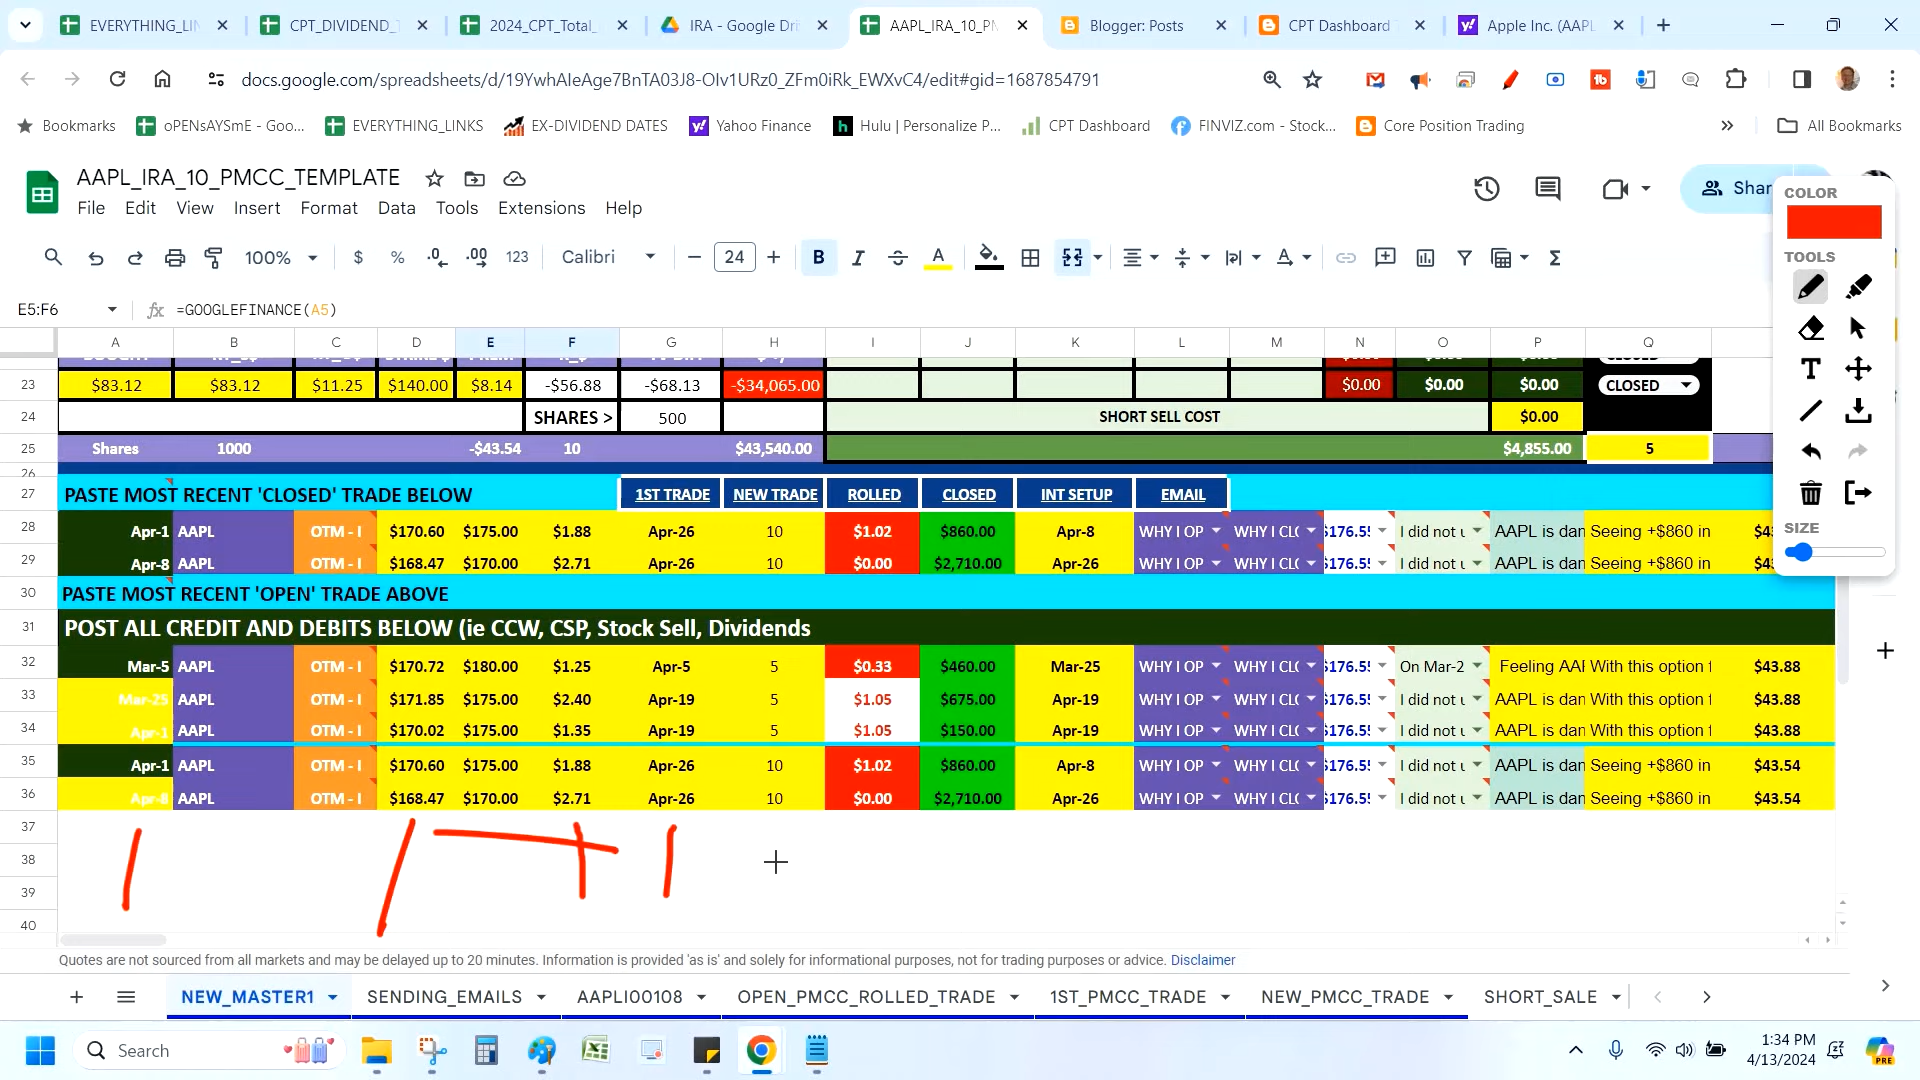 EVERYTHING_LIN
CPT_DIVIDEND_T
2024_CPT_Total_
IRA - Google Dri
AAPL_IRA_10_PM
Blogger: Posts
CPT Dashboard
Apple Inc. (AAPL
docs.google.com/spreadsheets/d/19YwhAIeAge7BnTA03J8-OIv1URz0_ZFm0iRk_EWXvC4/edit#gid=1687854791
Bookmarks oPENsAYSmE - Goo... EVERYTHING_LINKS EX-DIVIDEND DATES Yahoo Finance Hulu | Personalize P... CPT Dashboard FINVIZ.com - Stock... Core Position Trading » All Bookmarks
AAPL_IRA_10_PMCC_TEMPLATE
File Edit View Insert Format Data Tools Extensions Help
Shar
COLOR
TOOLS
SIZE
100% $ % .0 .00 123 Calibri 24 B I A
E5:F6 fx =GOOGLEFINANCE(A5)
A B C D E F G H I J K L M N O P Q
23 $83.12 $83.12 $11.25 $140.00 $8.14 -$56.88 -$68.13 -$34,065.00 $0.00 $0.00 $0.00 CLOSED
24 SHARES > 500 SHORT SELL COST $0.00
25 Shares 1000 -$43.54 10 $43,540.00 $4,855.00 5
26
27 PASTE MOST RECENT 'CLOSED' TRADE BELOW 1ST TRADE NEW TRADE ROLLED CLOSED INT SETUP EMAIL
28 Apr-1 AAPL OTM - I $170.60 $175.00 $1.88 Apr-26 10 $1.02 $860.00 Apr-8 WHY I OP WHY I CL( $176.5 I did not u AAPL is dan Seeing +$860 in $4
29 Apr-8 AAPL OTM - I $168.47 $170.00 $2.71 Apr-26 10 $0.00 $2,710.00 Apr-26 WHY I OP WHY I CL( $176.5 I did not u AAPL is dan Seeing +$860 in $4
30 PASTE MOST RECENT 'OPEN' TRADE ABOVE
31 POST ALL CREDIT AND DEBITS BELOW (ie CCW, CSP, Stock Sell, Dividends
32 Mar-5 AAPL OTM - I $170.72 $180.00 $1.25 Apr-5 5 $0.33 $460.00 Mar-25 WHY I OP WHY I CL( $176.5 On Mar-2 Feeling AAP With this option f $43.88
33 Mar-25 AAPL OTM - I $171.85 $175.00 $2.40 Apr-19 5 $1.05 $675.00 Apr-19 WHY I OP WHY I CL( $176.5 I did not u AAPL is dan With this option f $43.88
34 Apr-1 AAPL OTM - I $170.02 $175.00 $1.35 Apr-19 5 $1.05 $150.00 Apr-19 WHY I OP WHY I CL( $176.5 I did not u AAPL is dan With this option f $43.88
35 Apr-1 AAPL OTM - I $170.60 $175.00 $1.88 Apr-26 10 $1.02 $860.00 Apr-8 WHY I OP WHY I CL( $176.5 I did not u AAPL is dan Seeing +$860 in $43.54
36 Apr-8 AAPL OTM - I $168.47 $170.00 $2.71 Apr-26 10 $0.00 $2,710.00 Apr-26 WHY I OP WHY I CL( $176.5 I did not u AAPL is dan Seeing +$860 in $43.54
37
38
39
40
Quotes are not sourced from all markets and may be delayed up to 20 minutes. Information is provided 'as is' and solely for informational purposes, not for trading purposes or advice. Disclaimer
NEW_MASTER1 SENDING_EMAILS AAPLI00108 OPEN_PMCC_ROLLED_TRADE 1ST_PMCC_TRADE NEW_PMCC_TRADE SHORT_SALE
Search
1:34 PM
4/13/2024
PRE